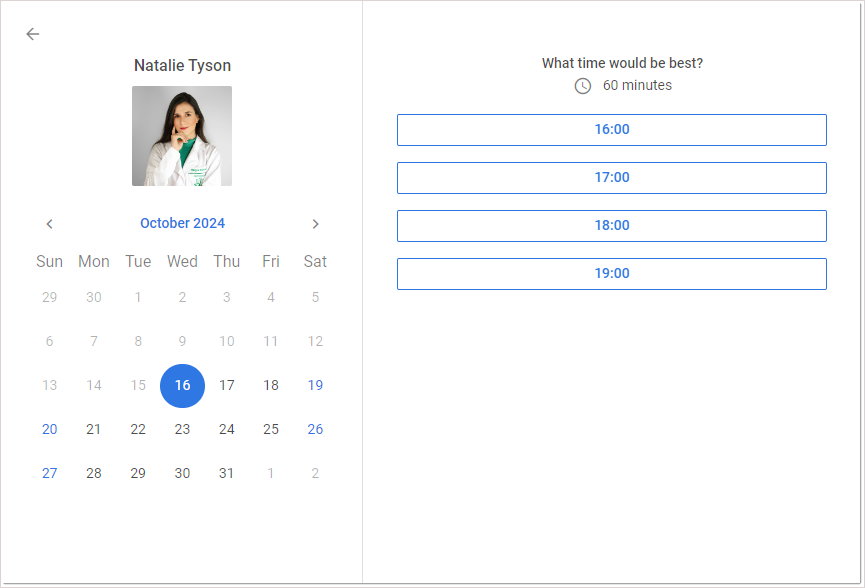 Natalie Tyson
October 2024
Sun Mon Tue Wed Thu Fri Sat
29 30 1 2 3 4 5
6 7 8 9 10 11 12
13 14 15 16 17 18 19
20 21 22 23 24 25 26
27 28 29 30 31 1 2
What time would be best?
60 minutes
16:00
17:00
18:00
19:00